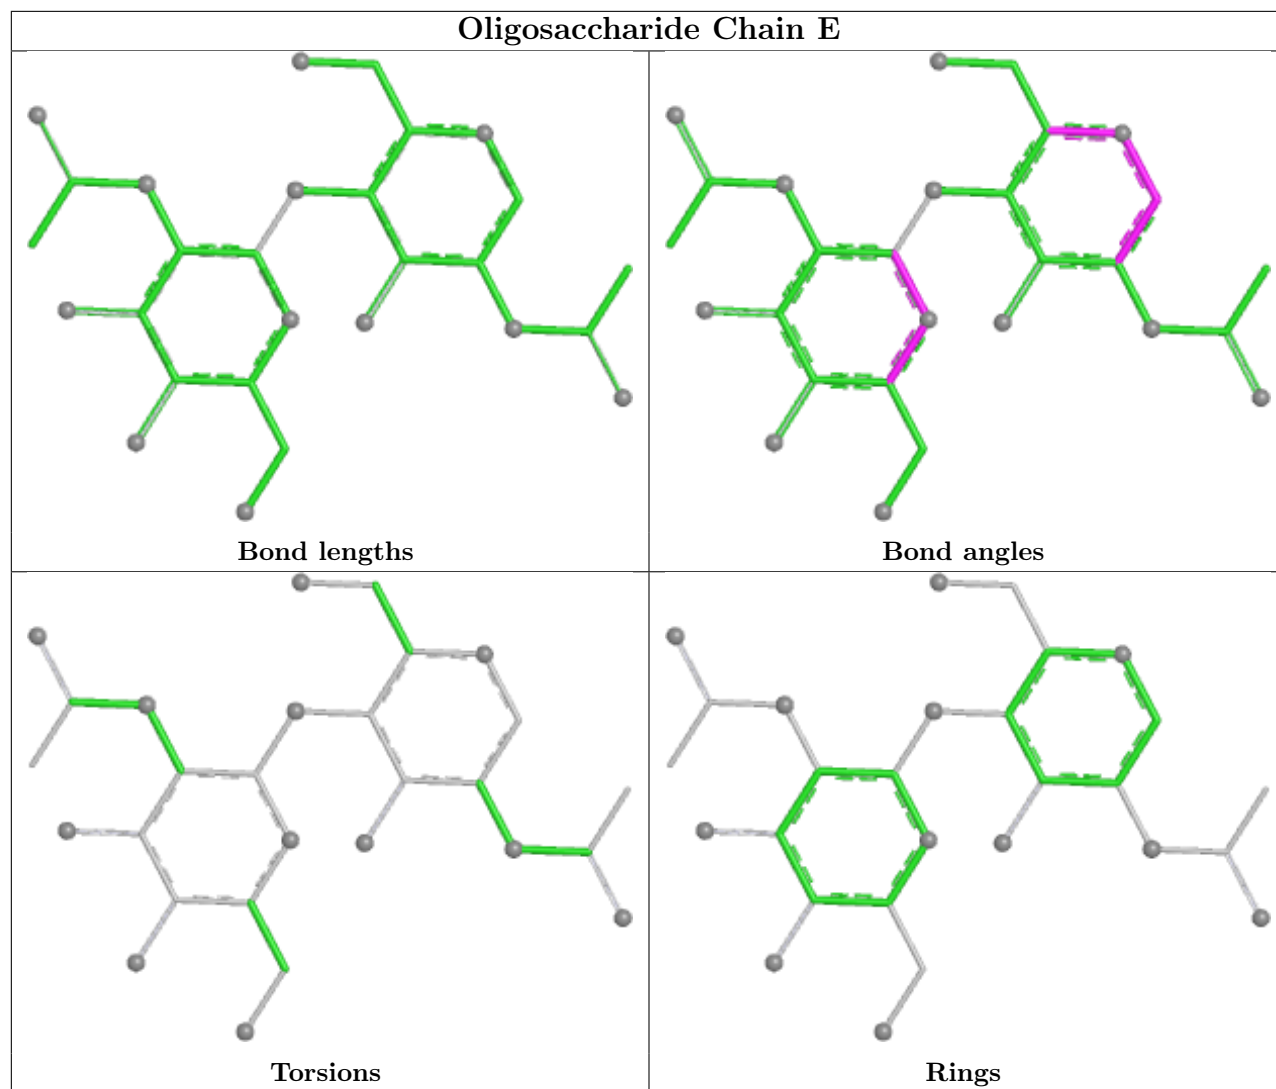 Oligosaccharide Chain E
Bond lengths
Bond angles
Torsions
Rings